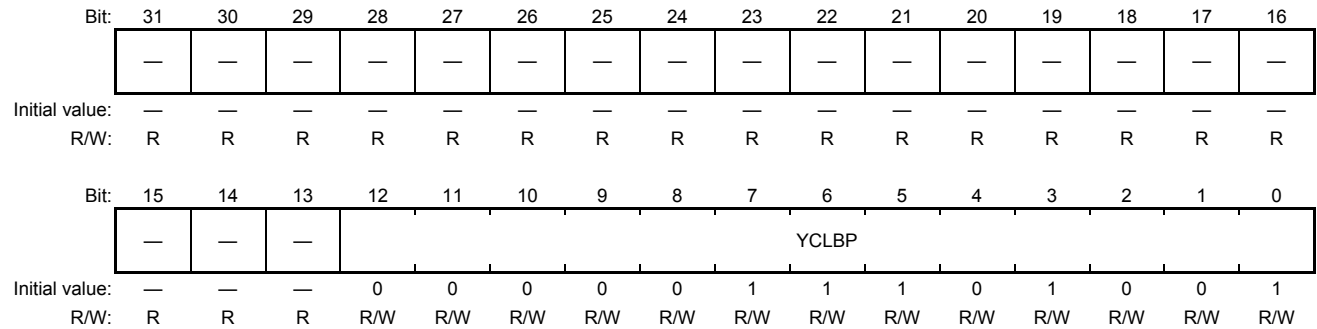 Bit: 31 30 29 28 27 26 25 24 23 22 21 20 19 18 17 16
— — — — — — — — — — — — — — — —
Initial value: — — — — — — — — — — — — — — — —
R/W: R R R R R R R R R R R R R R R R
Bit: 15 14 13 12 11 10 9 8 7 6 5 4 3 2 1 0
— — — YCLBP
Initial value: — — — 0 0 0 0 0 1 1 1 0 1 0 0 1
R/W: R R R R/W R/W R/W R/W R/W R/W R/W R/W R/W R/W R/W R/W R/W